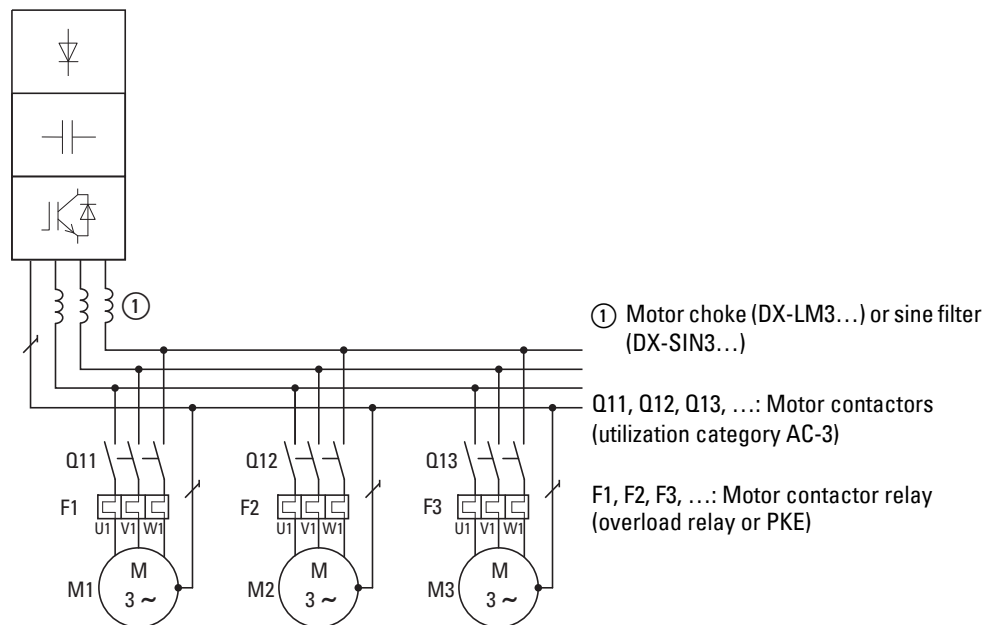 1
① Motor choke (DX-LM3…) or sine filter
(DX-SIN3…)
Q11, Q12, Q13, …: Motor contactors
(utilization category AC-3)
Q11
Q12
Q13
F1, F2, F3, …: Motor contactor relay
(overload relay or PKE)
F1
F2
F3
U1 V1 W1
U1 V1 W1
U1 V1 W1
M1
M
3 ~
M2
M
3 ~
M3
M
3 ~